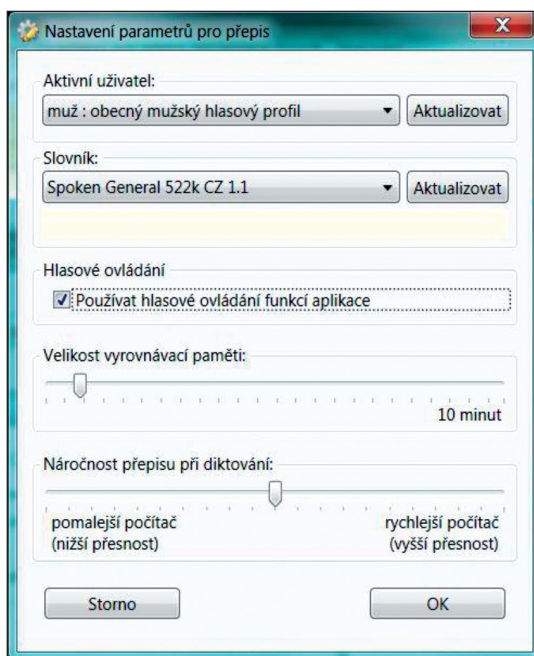 Nastavení parametrů pro přepis
Aktivní uživatel:
muž : obecný mužský hlasový profil
Aktualizovat
Slovník:
Spoken General 522k CZ 1.1
Aktualizovat
Hlasové ovládání
Používat hlasové ovládání funkcí aplikace
Velikost vyrovnávací paměti:
10 minut
Náročnost přepisu při diktování:
pomalejší počítač rychlejší počítač
(nižší přesnost) (vyšší přesnost)
Storno OK